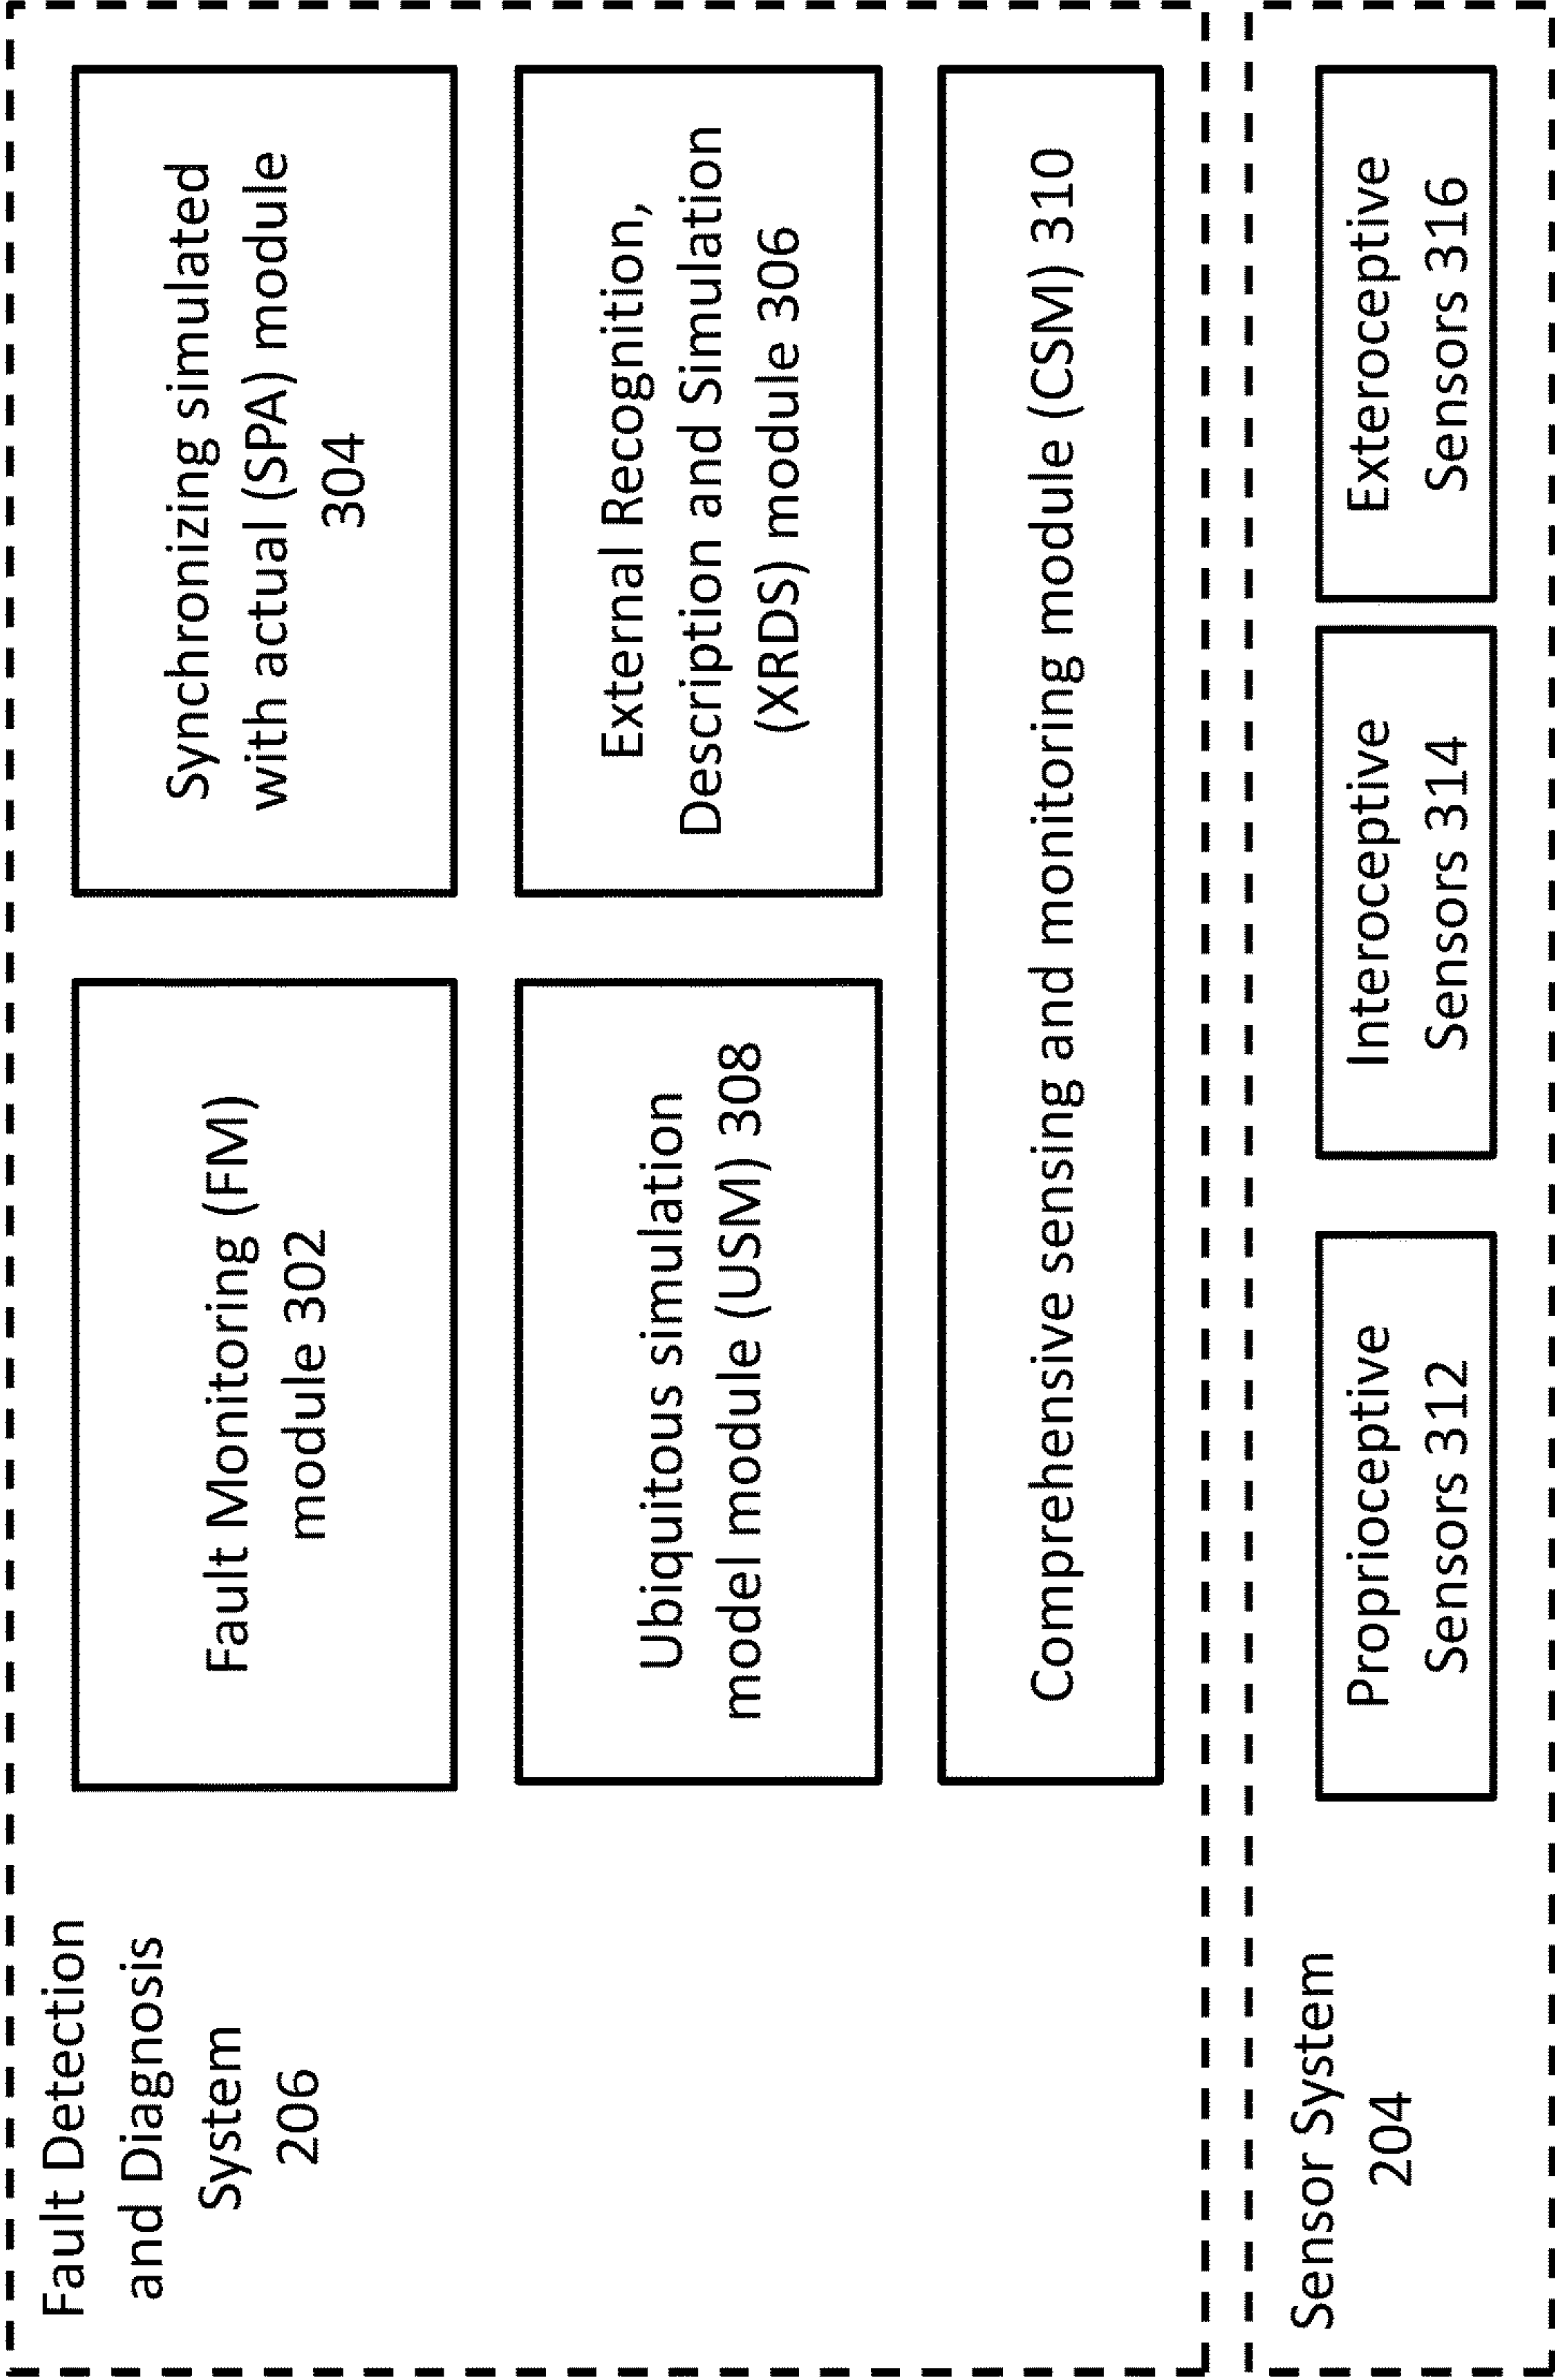 Fault Detection
and Diagnosis
System
206
Fault Monitoring (FM)
module 302
Synchronizing simulated
with actual (SPA) module
304
Ubiquitous simulation
model module (USM) 308
External Recognition,
Description and Simulation
(XRDS) module 306
Comprehensive sensing and monitoring module (CSM) 310
Sensor System
204
Proprioceptive
Sensors 312
Interoceptive
Sensors 314
Exteroceptive
Sensors 316